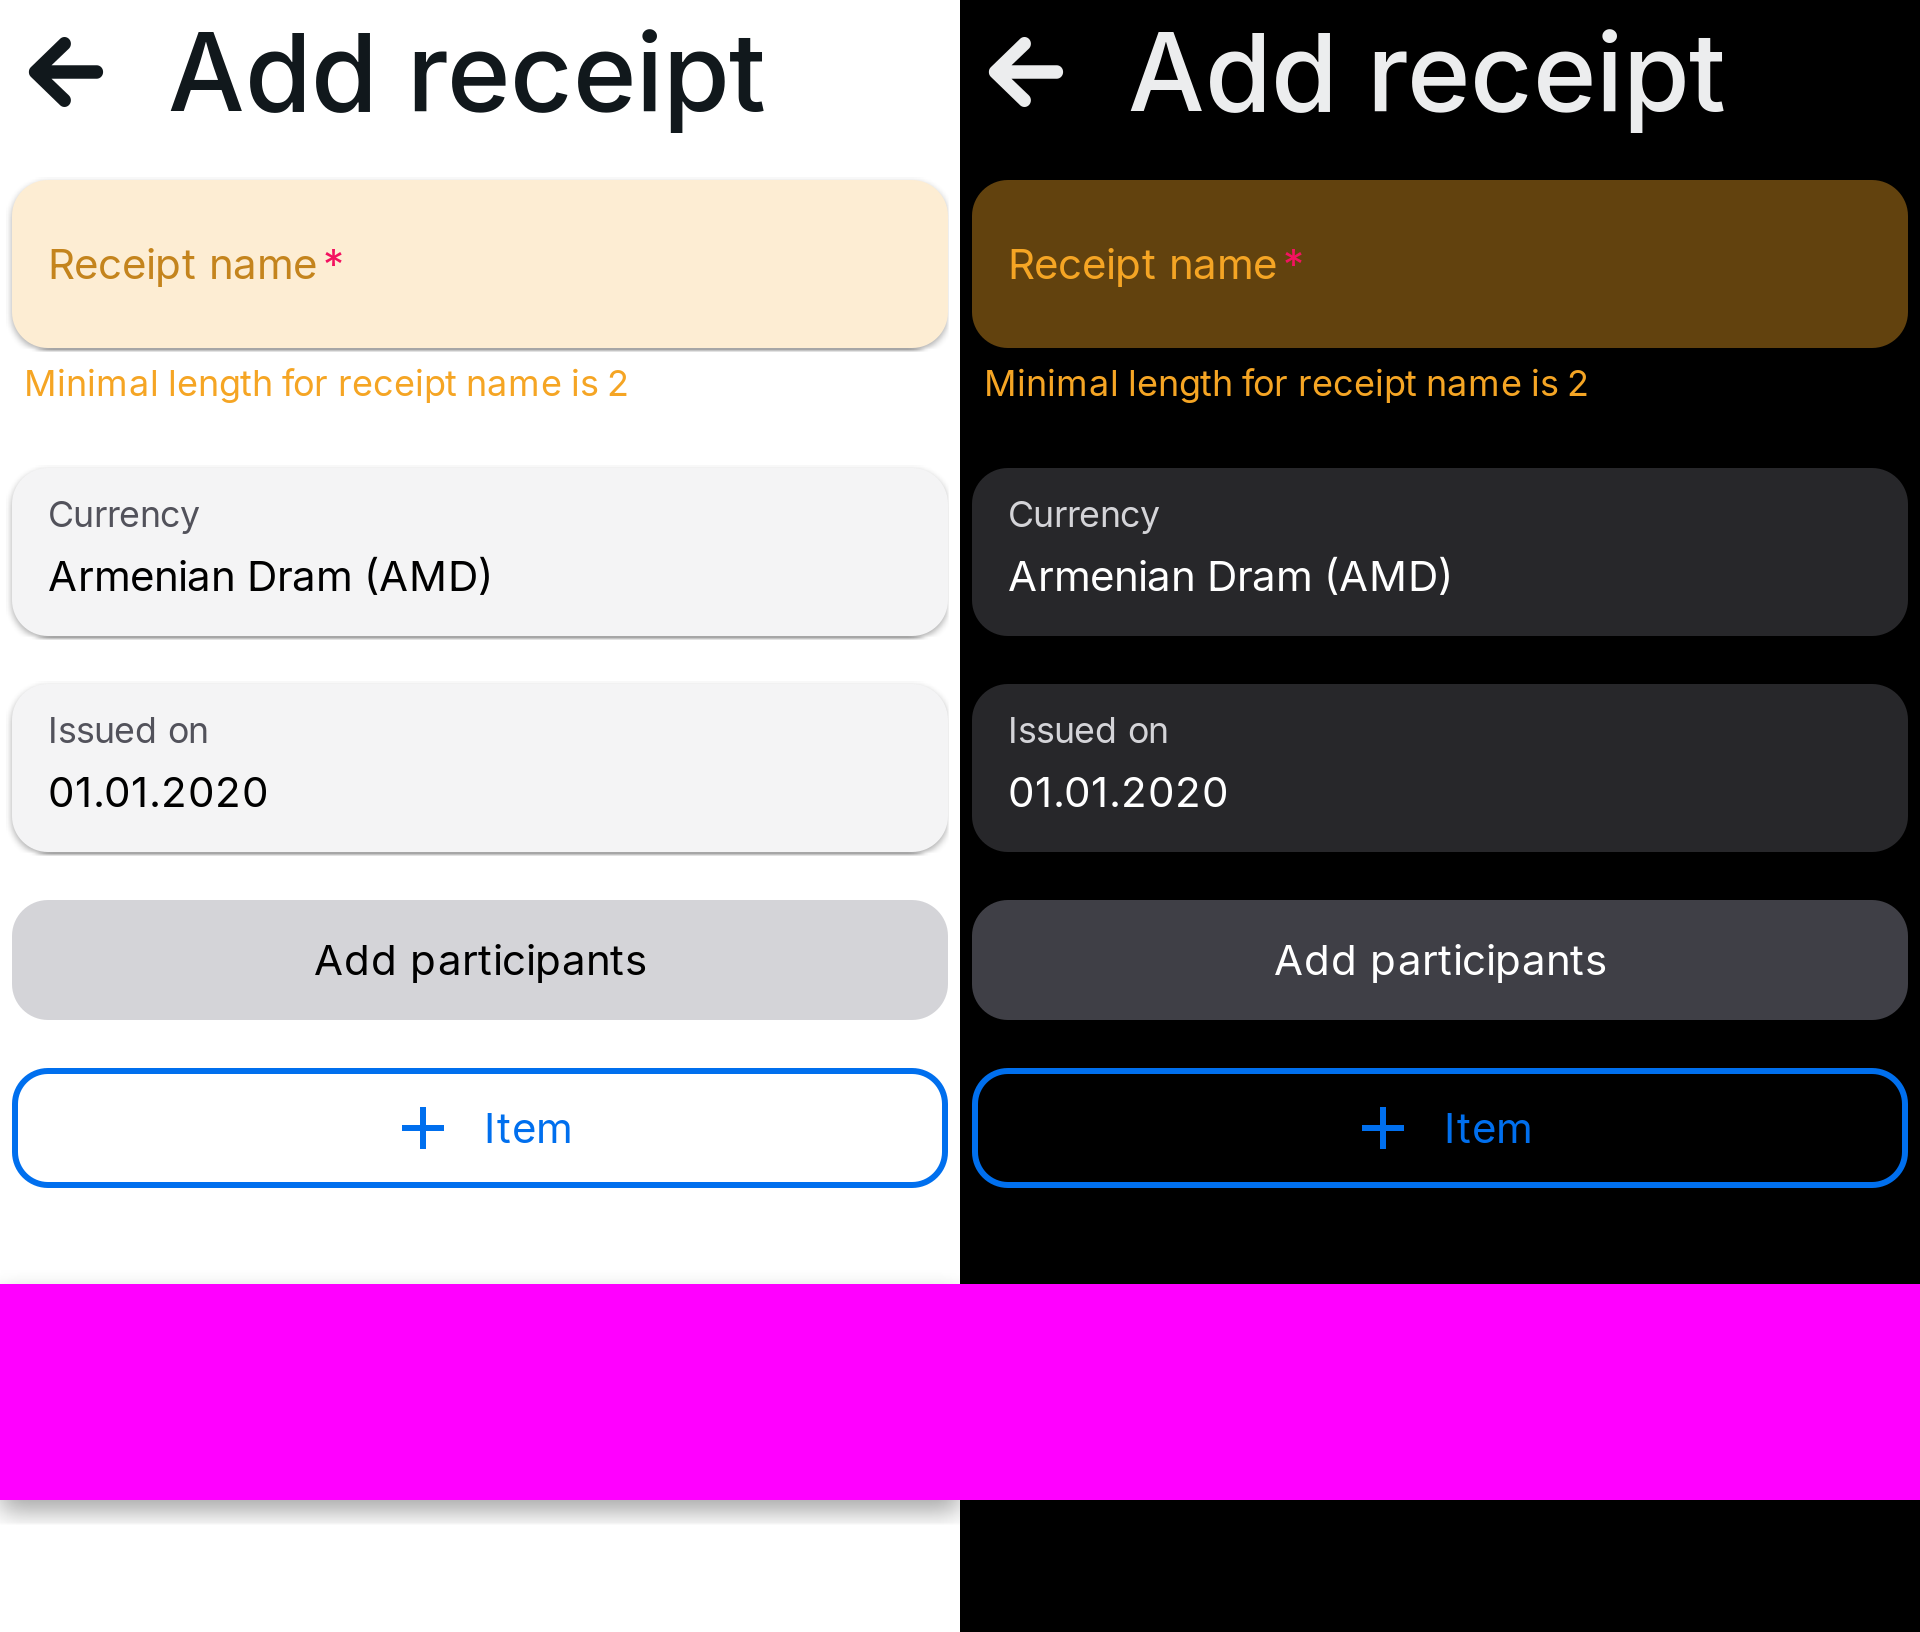 Add receipt
Receipt name *
Minimal length for receipt name is 2
Currency
Armenian Dram (AMD)
Issued on
01.01.2020
Add participants
+ Item
Add receipt
Receipt name *
Minimal length for receipt name is 2
Currency
Armenian Dram (AMD)
Issued on
01.01.2020
Add participants
+ Item